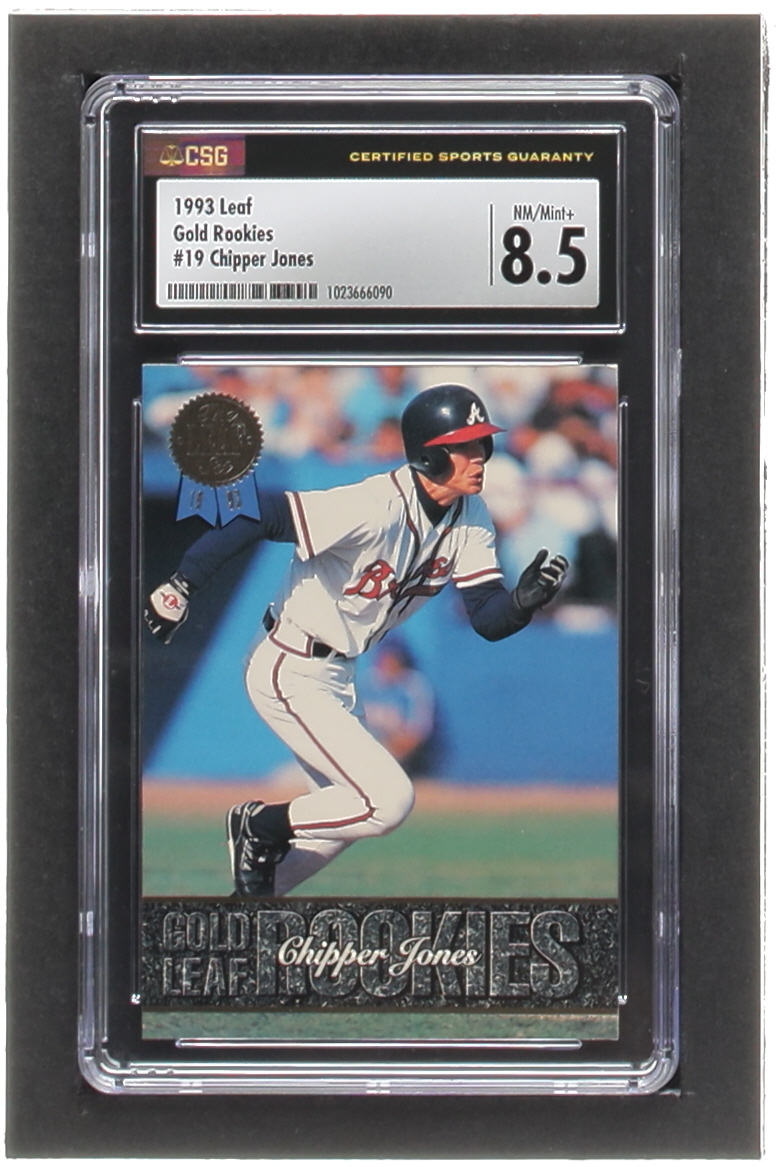 CSG
CERTIFIED SPORTS GUARANTY
1993 Leaf
Gold Rookies
#19 Chipper Jones
NM/Mint+
8.5
1023666090
A
Braves
GOLD LEAF ROOKIES
Chipper Jones